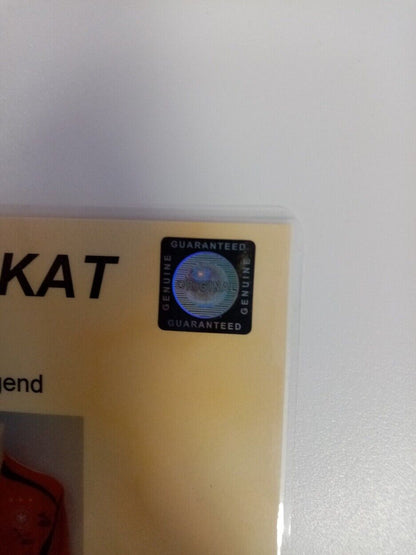 KAT
GUARANTEED
GENUINE
ORIGINAL
GENUINE
GUARANTEED
gend